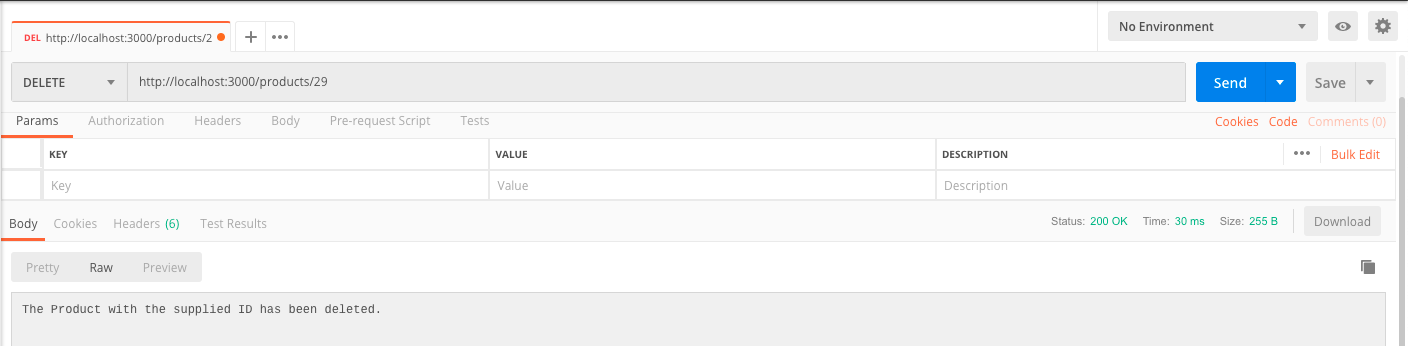 No Environment
DEL http://localhost:3000/products/2
DELETE http://localhost:3000/products/29 Send Save
Params Authorization Headers Body Pre-request Script Tests Cookies Code Comments (0)
KEY VALUE DESCRIPTION Bulk Edit
Key Value Description
Body Cookies Headers (6) Test Results Status: 200 OK Time: 30 ms Size: 255 B Download
Pretty Raw Preview
The Product with the supplied ID has been deleted.